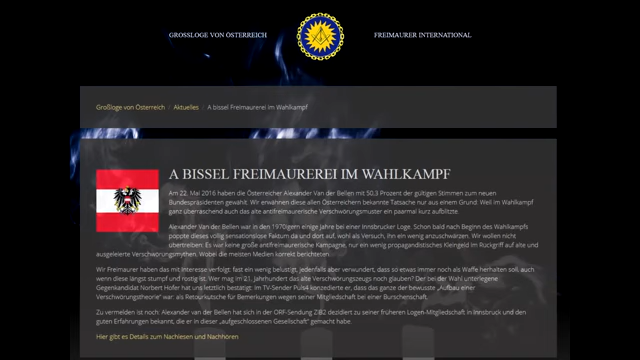 GROSSLOGE VON ÖSTERREICH
FREIMAURER INTERNATIONAL
Großloge von Österreich / Aktuelles / A bissel Freimaurerei im Wahlkampf
A BISSEL FREIMAUREREI IM WAHLKAMPF
Am 22. Mai 2016 haben die Österreicher Alexander Van der Bellen mit 50,3 Prozent der gültigen Stimmen zum neuen
Bundespräsidenten gewählt. Wir erwähnen diese allen Österreichern bekannte Tatsache nur aus einem Grund: Weil im Wahlkampf
ganz überraschend auch das alte antifreimaurerische Verschwörungsmuster ein paarmal kurz aufblitzte.
Alexander Van der Bellen war in den 1970igern einige Jahre bei einer Innsbrucker Loge. Schon bald nach Beginn des Wahlkampfs
poppte dieses völlig sensationslose Faktum da und dort auf, wohl als Versuch, ihn ein wenig anzuschwärzen. Wir wollen nicht
übertreiben: Es war keine große antifreimaurerische Kampagne, nur ein wenig propagandistisches Kleingeld im Rückgriff auf alte und
ausgeleierte Verschwörungsmythen. Wobei die meisten Medien korrekt berichteten.
Wir Freimaurer haben das mit Interesse verfolgt: fast ein wenig belustigt, jedenfalls aber verwundert, dass so etwas immer noch als Waffe herhalten soll, auch
wenn diese längst stumpf und rostig ist. Wer mag im 21. Jahrhundert das alte Verschwörungszeugs noch glauben? Der bei der Wahl unterlegene
Gegenkandidat Norbert Hofer hat uns letztlich bestätigt: Im TV-Sender Puls4 konzedierte er, dass das ganze der bewusste „Aufbau einer
Verschwörungstheorie" war: als Retourkutsche für Bemerkungen wegen seiner Mitgliedschaft bei einer Burschenschaft.
Zu vermelden ist noch: Alexander van der Bellen hat sich in der ORF-Sendung ZIB2 dezidiert zu seiner früheren Logen-Mitgliedschaft in Innsbruck und den
guten Erfahrungen bekannt, die er in dieser „aufgeschlossenen Gesellschaft" gemacht habe.
Hier gibt es Details zum Nachlesen und Nachhören